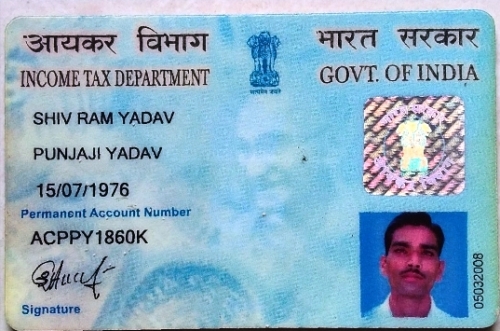 आयकर विभाग
INCOME TAX DEPARTMENT
सत्यमेव जयते
भारत सरकार
GOVT. OF INDIA
SHIV RAM YADAV
PUNJAJI YADAV
15/07/1976
Permanent Account Number
ACPPY1860K
Signature
05032008